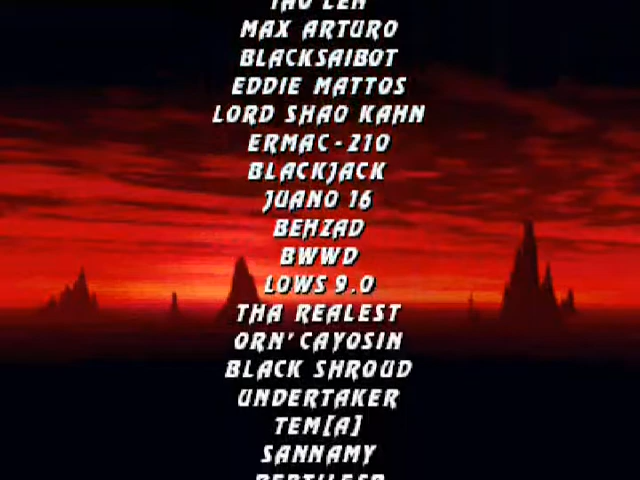 MAX ARTURO
BLACKSAIBOT
EDDIE MATTOS
LORD SHAO KAHN
ERMAC-210
BLACKJACK
JUANO 16
BEHZAD
BWWD
LOWS 9.0
THA REALEST
ORN'CAYOSIN
BLACK SHROUD
UNDERTAKER
TEM[A]
SANNAMY